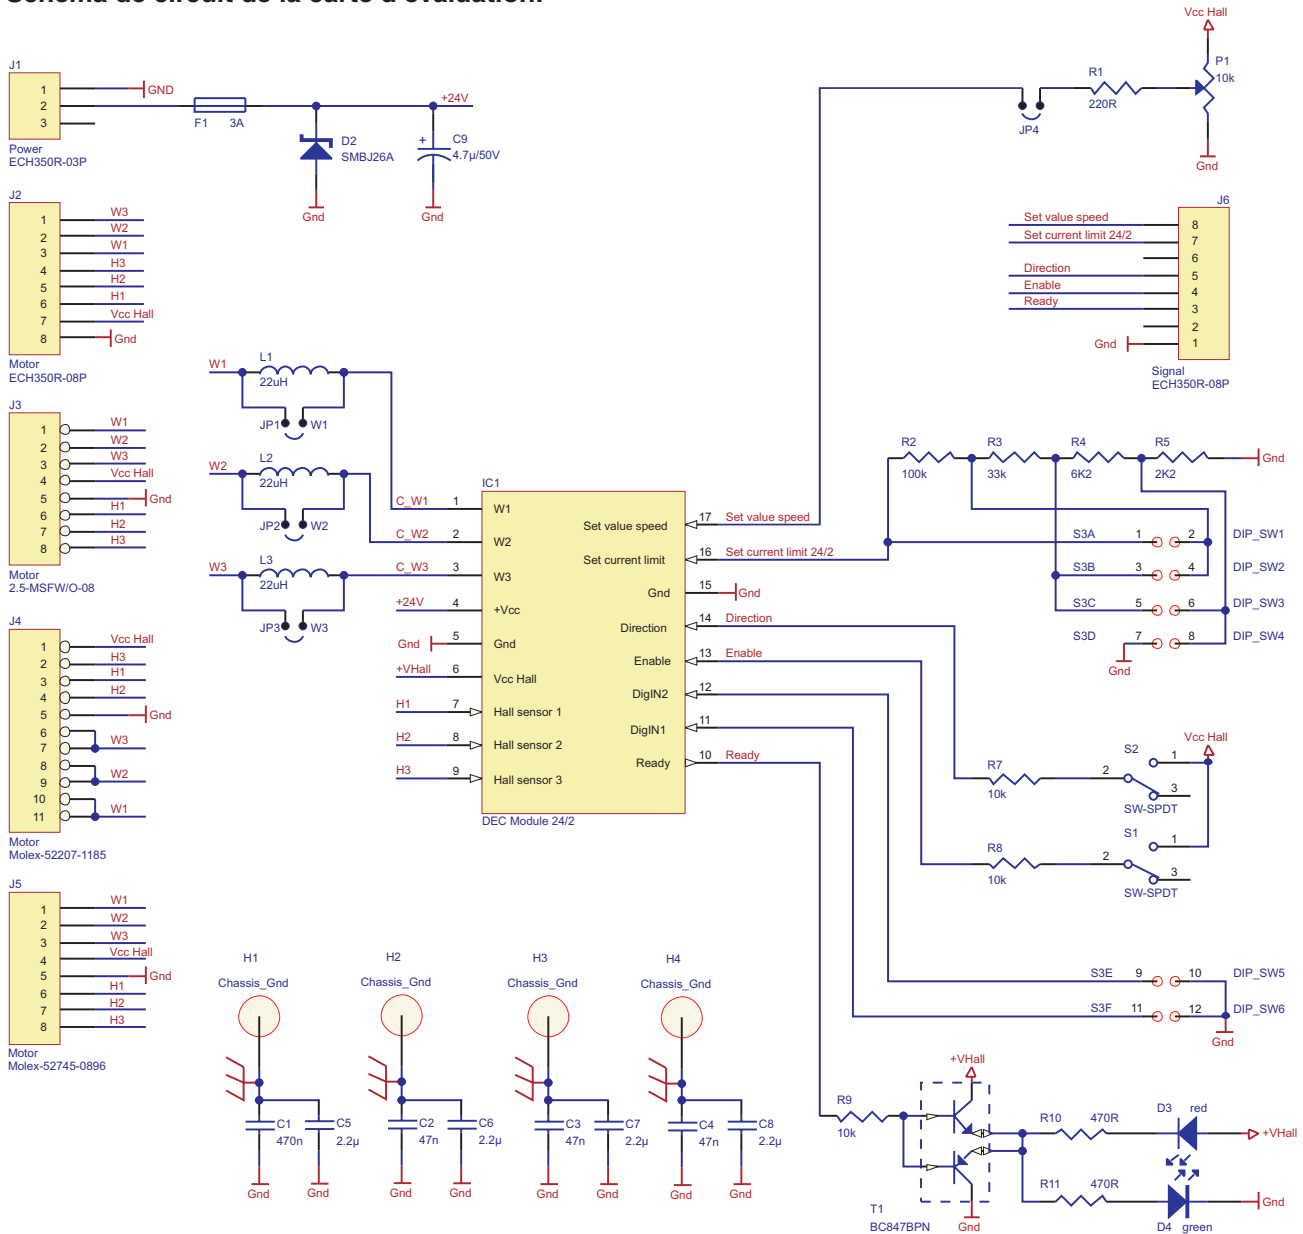 Schéma de circuit de la carte d'évaluation:
J1
1
2
3
GND
Power
ECH350R-03P
F1 3A
+24V
D2
SMBJ26A
Gnd
+
C9
4.7µ/50V
Gnd
Vcc Hall
P1
10k
R1
220R
JP4
Gnd
J2
1 W3
2 W2
3 W1
4 H3
5 H2
6 H1
7 Vcc Hall
8 Gnd
Motor
ECH350R-08P
J6
Set value speed 8
Set current limit 24/2 7
6
Direction 5
Enable 4
Ready 3
2
Gnd 1
Signal
ECH350R-08P
J3
1 W1
2 W2
3 W3
4 Vcc Hall
5 Gnd
6 H1
7 H2
8 H3
Motor
2.5-MSFW/O-08
W1
L1
22uH
JP1 W1
W2
L2
22uH
JP2 W2
W3
L3
22uH
JP3 W3
IC1
C_W1 1 W1
C_W2 2 W2
C_W3 3 W3
+24V 4 +Vcc
Gnd 5 Gnd
+VHall 6 Vcc Hall
H1 7 Hall sensor 1
H2 8 Hall sensor 2
H3 9 Hall sensor 3
Set value speed 17 Set value speed
Set current limit 16 Set current limit 24/2
Gnd 15 Gnd
Direction 14 Direction
Enable 13 Enable
DigIN2 12
DigIN1 11
Ready 10 Ready
DEC Module 24/2
R2 R3 R4 R5
100k 33k 6K2 2K2
Gnd
S3A 1 2 DIP_SW1
S3B 3 4 DIP_SW2
S3C 5 6 DIP_SW3
S3D 7 8 DIP_SW4
Gnd
J4
1 Vcc Hall
2 H3
3 H1
4 H2
5 Gnd
6
7 W3
8
9 W2
10
11 W1
Motor
Molex-52207-1185
Vcc Hall
R7
10k
S2
1
2
3
SW-SPDT
R8
10k
S1
1
2
3
SW-SPDT
J5
1 W1
2 W2
3 W3
4 Vcc Hall
5 Gnd
6 H1
7 H2
8 H3
Motor
Molex-52745-0896
H1
Chassis_Gnd
C1
470n
C5
2.2µ
Gnd Gnd
H2
Chassis_Gnd
C2
47n
C6
2.2µ
Gnd Gnd
H3
Chassis_Gnd
C3
47n
C7
2.2µ
Gnd Gnd
H4
Chassis_Gnd
C4
47n
C8
2.2µ
Gnd Gnd
S3E 9 10 DIP_SW5
S3F 11 12 DIP_SW6
Gnd
+VHall
R9
10k
T1
BC847BPN
Gnd
R10 470R
D3 red
+VHall
R11 470R
D4 green
Gnd